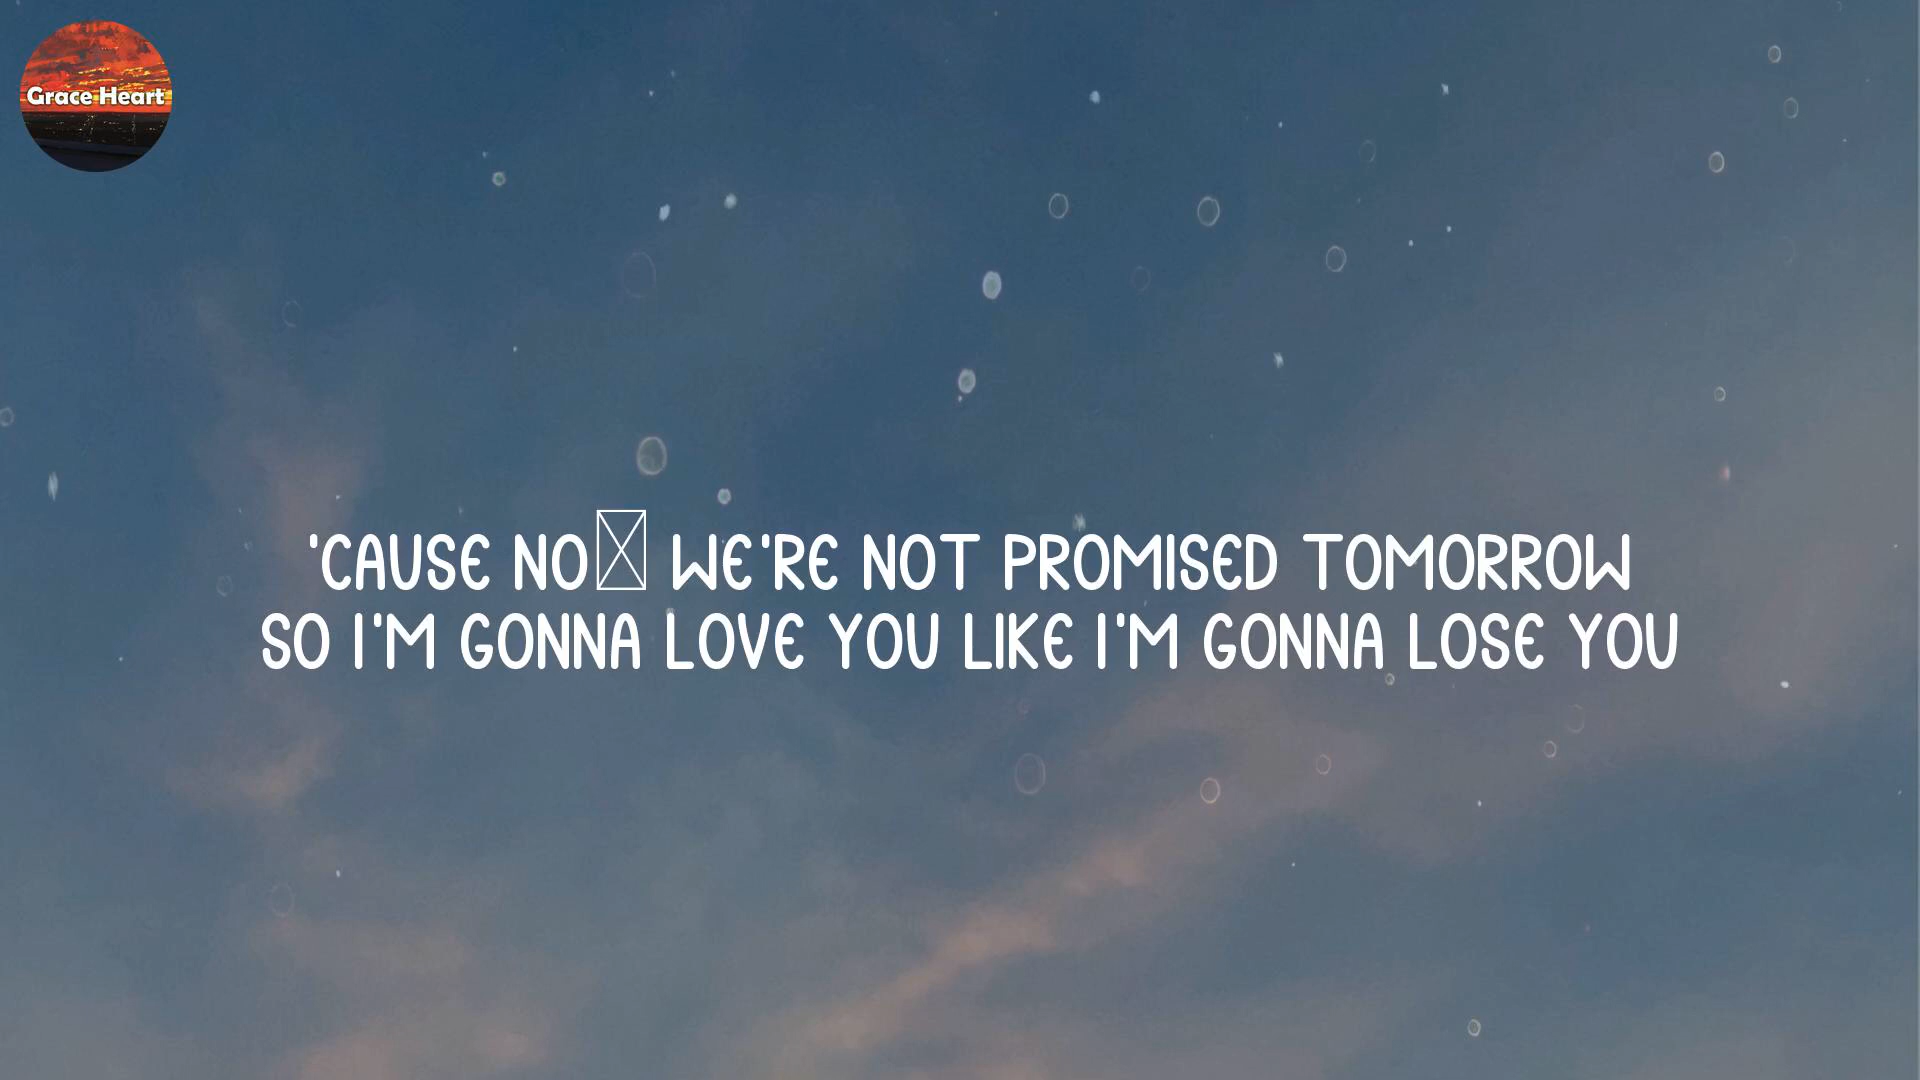 Grace Heart
'CAUSE NO WE'RE NOT PROMISED TOMORROW
SO I'M GONNA LOVE YOU LIKE I'M GONNA LOSE YOU